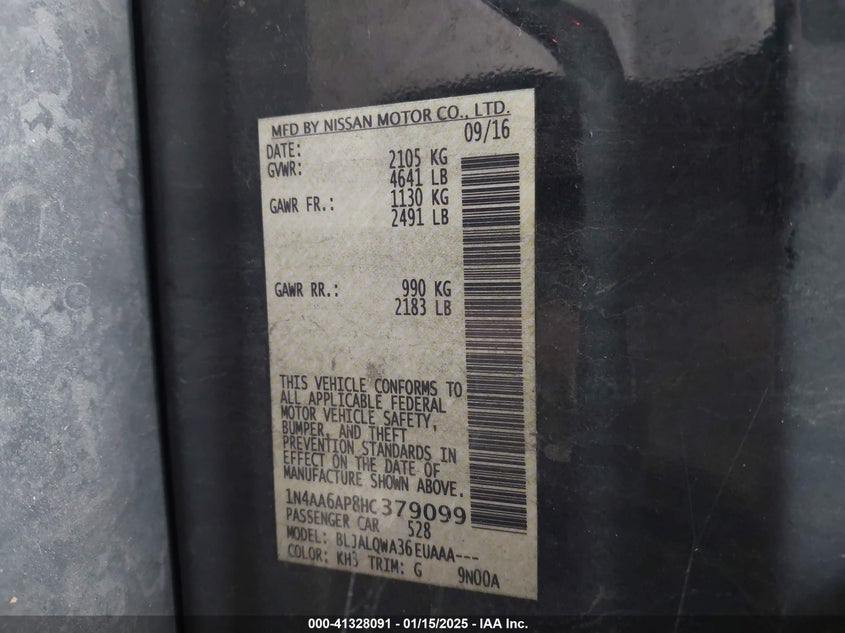 MFD BY NISSAN MOTOR CO., LTD.
DATE: 09/16
GVWR: 2105 KG
4641 LB
GAWR FR.: 1130 KG
2491 LB
GAWR RR.: 990 KG
2183 LB
THIS VEHICLE CONFORMS TO
ALL APPLICABLE FEDERAL
MOTOR VEHICLE SAFETY,
BUMPER, AND THEFT
PREVENTION STANDARDS IN
EFFECT ON THE DATE OF
MANUFACTURE SHOWN ABOVE.
1N4AA6AP8HC379099
PASSENGER CAR 528
MODEL: BLJALQWA36EUAAA---
COLOR: KH3 TRIM: G 9N00A
000-41328091 - 01/15/2025 - IAA Inc.